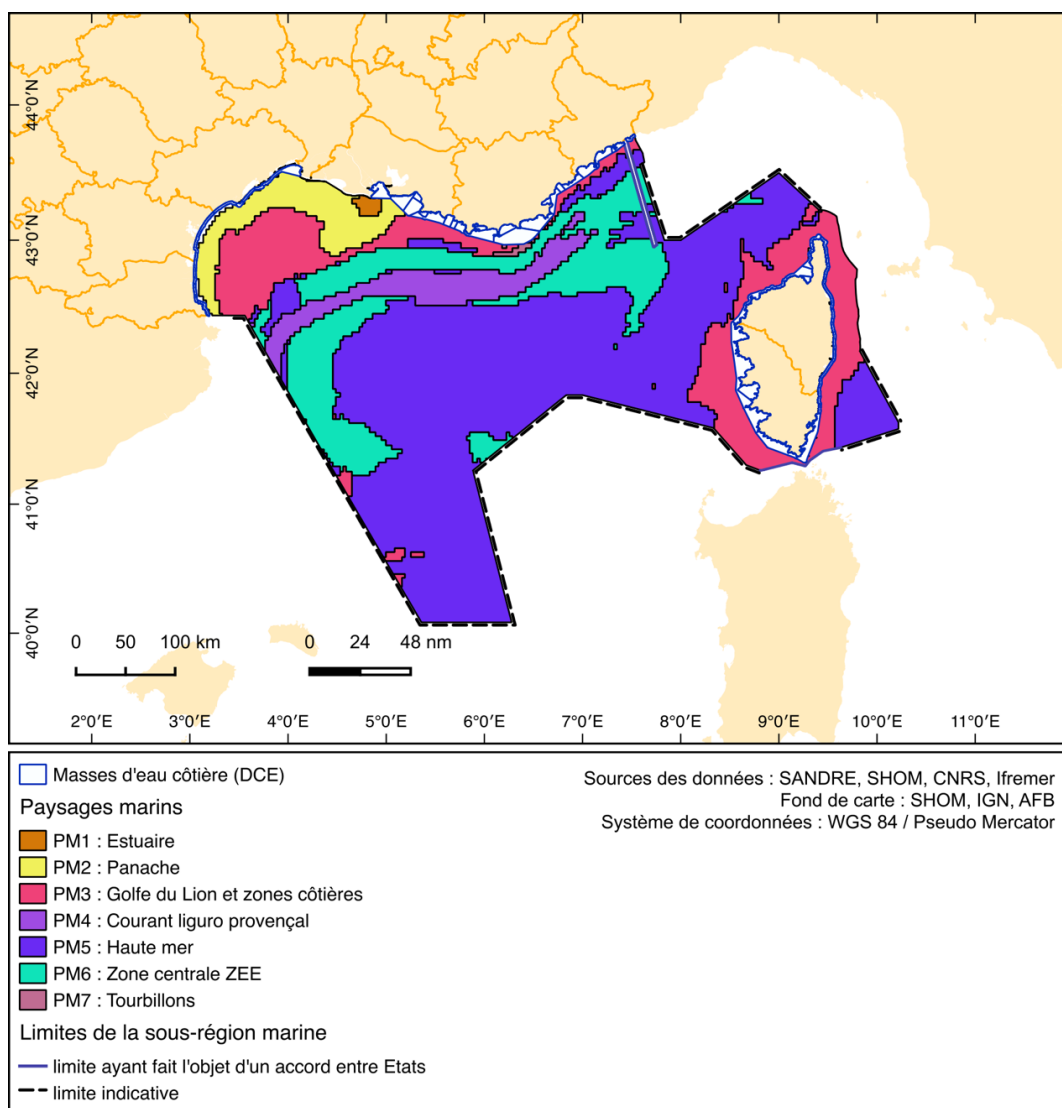 44°0'N
43°0'N
42°0'N
41°0'N
40°0'N
0 50 100 km
0 24 48 nm
2°0'E 3°0'E 4°0'E 5°0'E 6°0'E 7°0'E 8°0'E 9°0'E 10°0'E 11°0'E
Masses d'eau côtière (DCE)
Paysages marins
PM1 : Estuaire
PM2 : Panache
PM3 : Golfe du Lion et zones côtières
PM4 : Courant liguro provençal
PM5 : Haute mer
PM6 : Zone centrale ZEE
PM7 : Tourbillons
Limites de la sous-région marine
limite ayant fait l'objet d'un accord entre Etats
limite indicative
Sources des données : SANDRE, SHOM, CNRS, Ifremer
Fond de carte : SHOM, IGN, AFB
Système de coordonnées : WGS 84 / Pseudo Mercator